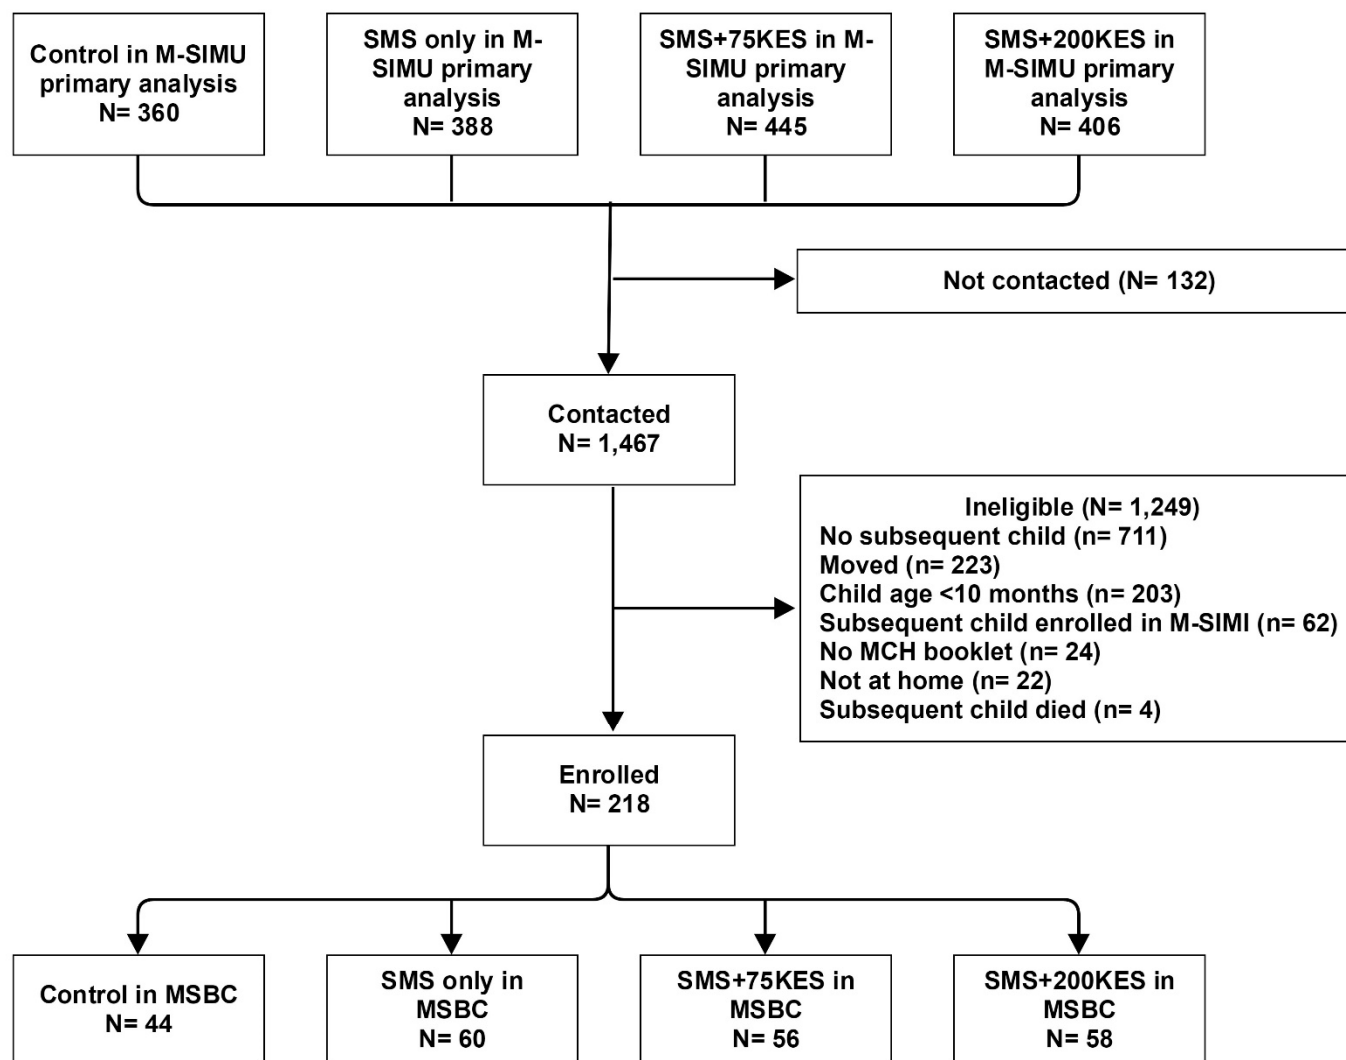 Control in M-SIMU
primary analysis
N= 360
SMS only in M-
SIMU primary
analysis
N= 388
SMS+75KES in M-
SIMU primary
analysis
N= 445
SMS+200KES in
M-SIMU primary
analysis
N= 406
Not contacted (N= 132)
Contacted
N= 1,467
Ineligible (N= 1,249)
No subsequent child (n= 711)
Moved (n= 223)
Child age <10 months (n= 203)
Subsequent child enrolled in M-SIMI (n= 62)
No MCH booklet (n= 24)
Not at home (n= 22)
Subsequent child died (n= 4)
Enrolled
N= 218
Control in MSBC
N= 44
SMS only in
MSBC
N= 60
SMS+75KES in
MSBC
N= 56
SMS+200KES in
MSBC
N= 58